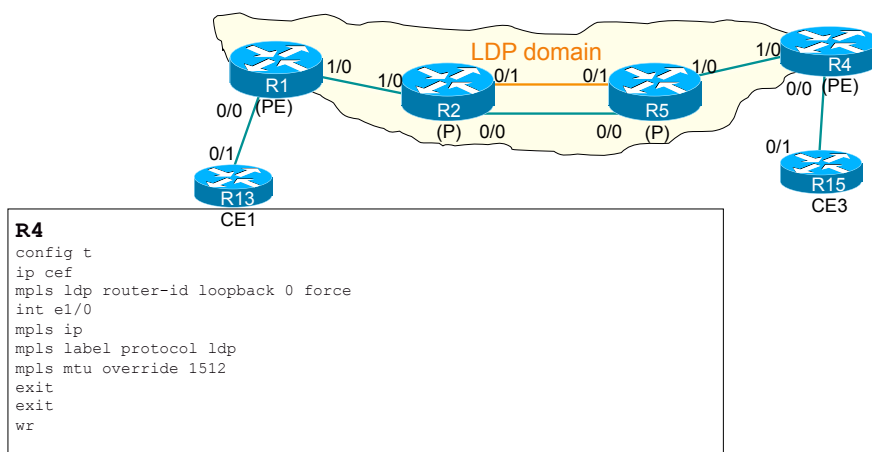 LDP domain
R1
(PE)
1/0
0/0
1/0
R2
(P)
0/1
0/0
0/1
R5
(P)
0/0
1/0
1/0
R4
(PE)
0/0
0/1
R13
CE1
0/1
R15
CE3
R4
config t
ip cef
mpls ldp router-id loopback 0 force
int e1/0
mpls ip
mpls label protocol ldp
mpls mtu override 1512
exit
exit
wr